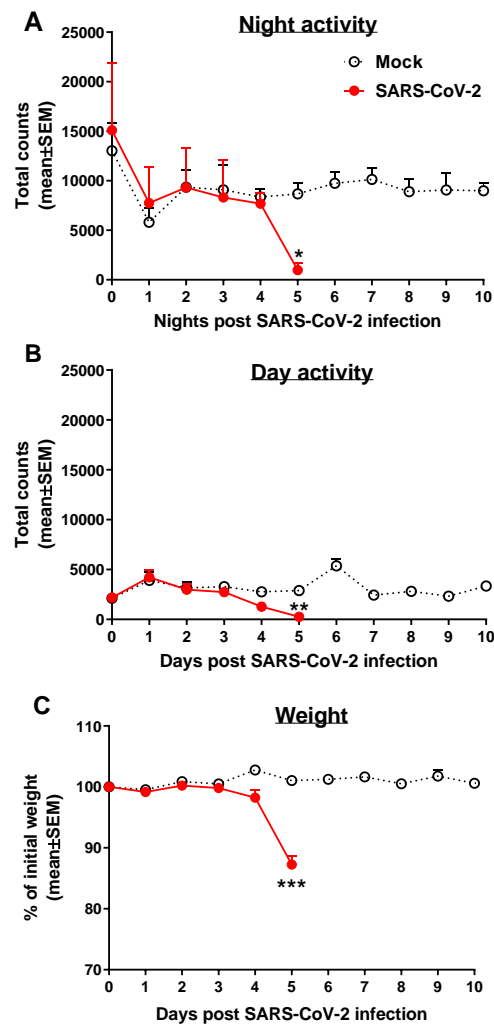 A
Night activity
Mock
SARS-CoV-2
Total counts
(mean±SEM)
25000
20000
15000
10000
5000
0
*
0 1 2 3 4 5 6 7 8 9 10
Nights post SARS-CoV-2 infection
B
Day activity
Total counts
(mean±SEM)
25000
20000
15000
10000
5000
0
**
0 1 2 3 4 5 6 7 8 9 10
Days post SARS-CoV-2 infection
C
Weight
% of initial weight
(mean±SEM)
110
100
90
80
70
***
0 1 2 3 4 5 6 7 8 9 10
Days post SARS-CoV-2 infection